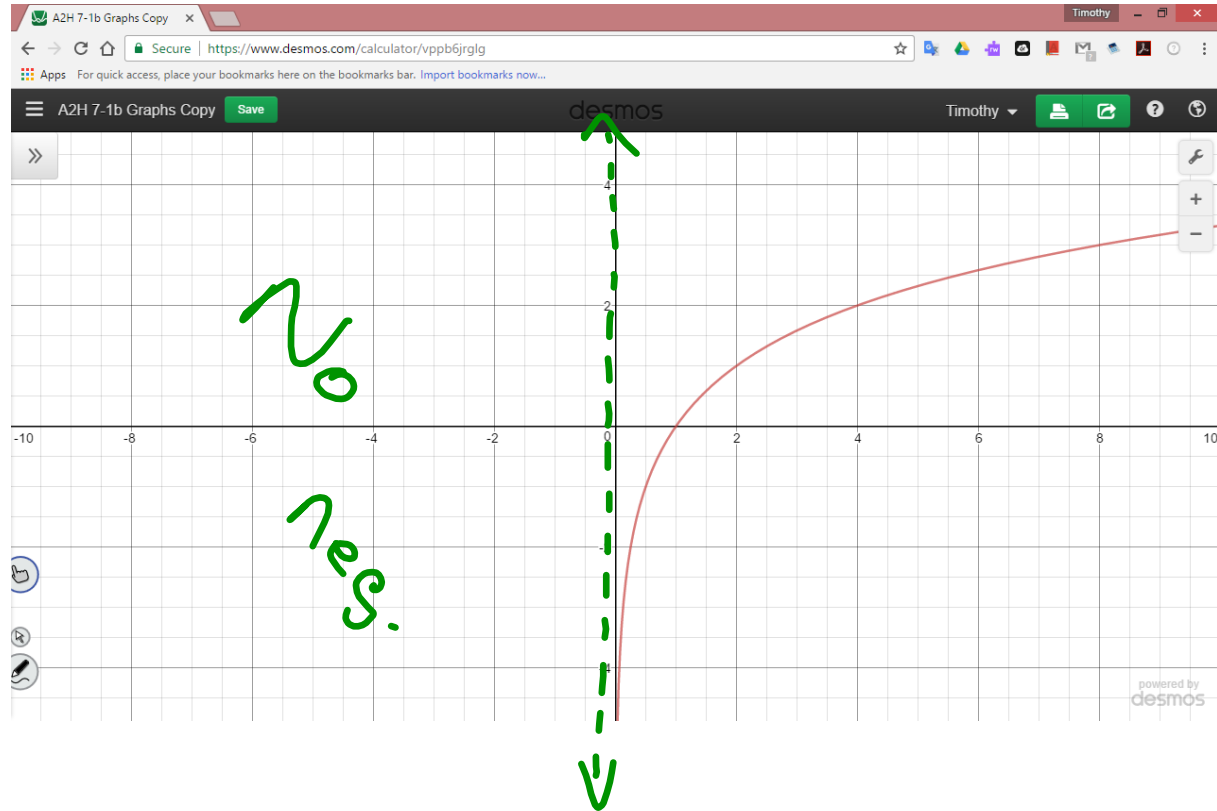 A2H 7-1b Graphs Copy ×
Timothy
Secure | https://www.desmos.com/calculator/vppb6jrglg
Apps For quick access, place your bookmarks here on the bookmarks bar. Import bookmarks now...
A2H 7-1b Graphs Copy Save desmos Timothy
4
2
No
-10 -8 -6 -4 -2 0 2 4 6 8 10
neg.
powered by
desmos